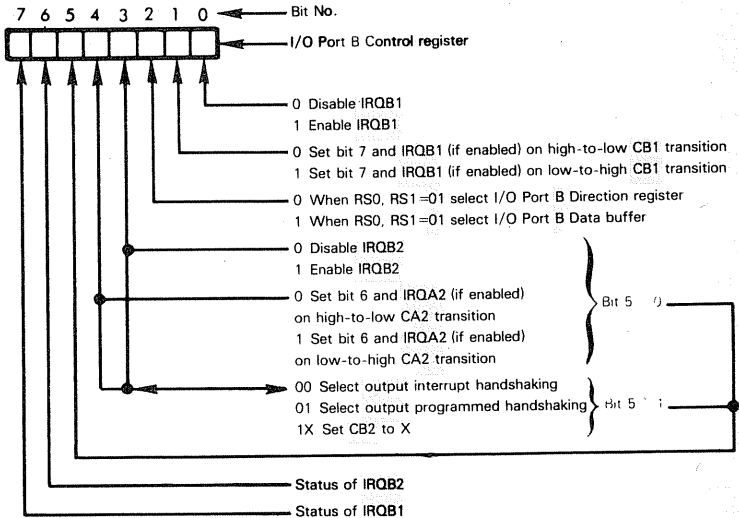 7 6 5 4 3 2 1 0 Bit No.
I/O Port B Control register
0 Disable IRQB1
1 Enable IRQB1
0 Set bit 7 and IRQB1 (if enabled) on high-to-low CB1 transition
1 Set bit 7 and IRQB1 (if enabled) on low-to-high CB1 transition
0 When RS0, RS1=01 select I/O Port B Direction register
1 When RS0, RS1=01 select I/O Port B Data buffer
0 Disable IRQB2
1 Enable IRQB2
0 Set bit 6 and IRQA2 (if enabled)
on high-to-low CA2 transition
1 Set bit 6 and IRQA2 (if enabled)
on low-to-high CA2 transition
Bit 5
00 Select output interrupt handshaking
01 Select output programmed handshaking
1X Set CB2 to X
Bit 5
Status of IRQB2
Status of IRQB1